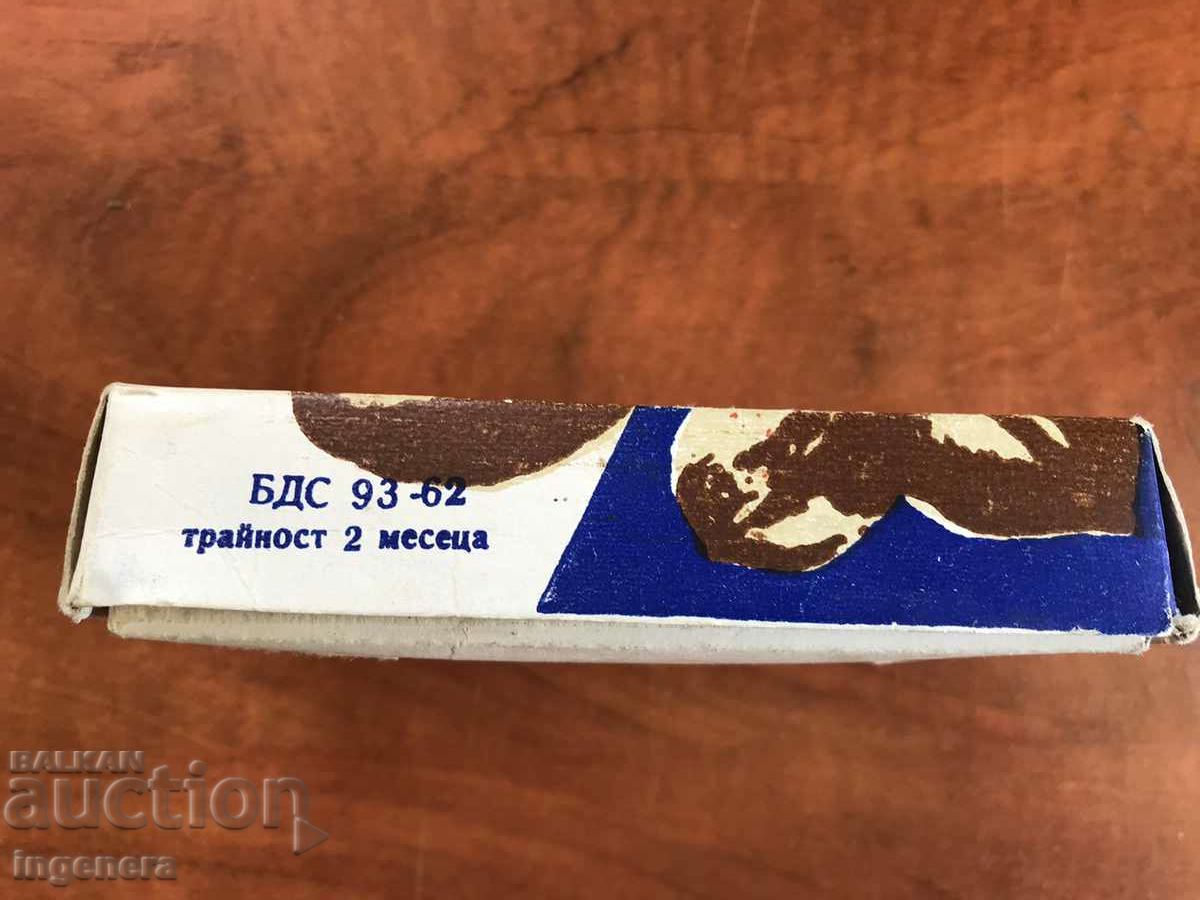 БДС 93-62
трайност 2 месеца
BALKAN
auction
ingenera